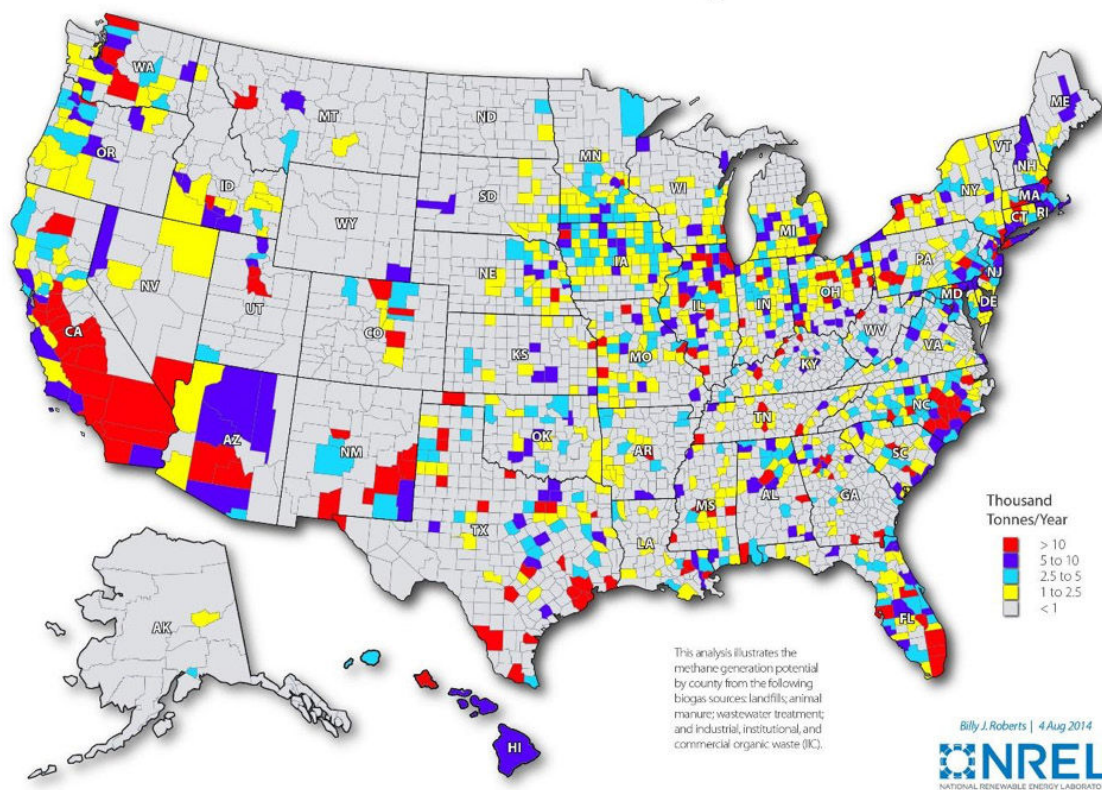 WA
MT
ND
MN
ME
VT
NH
OR
ID
SD
WI
NY
MA
CT
RI
WY
MI
IA
PA
NJ
NE
NV
UT
IL
IN
OH
MD
DE
CA
CO
WV
VA
KS
MO
KY
NC
TN
AZ
NM
OK
AR
SC
MS
AL
GA
TX
LA
FL
AK
HI
Thousand
Tonnes/Year
> 10
5 to 10
2.5 to 5
1 to 2.5
< 1
This analysis illustrates the
methane generation potential
by county from the following
biogas sources: landfills; animal
manure; wastewater treatment;
and industrial, institutional, and
commercial organic waste (IIC).
Billy J. Roberts | 4 Aug 2014
NREL
NATIONAL RENEWABLE ENERGY LABORATO